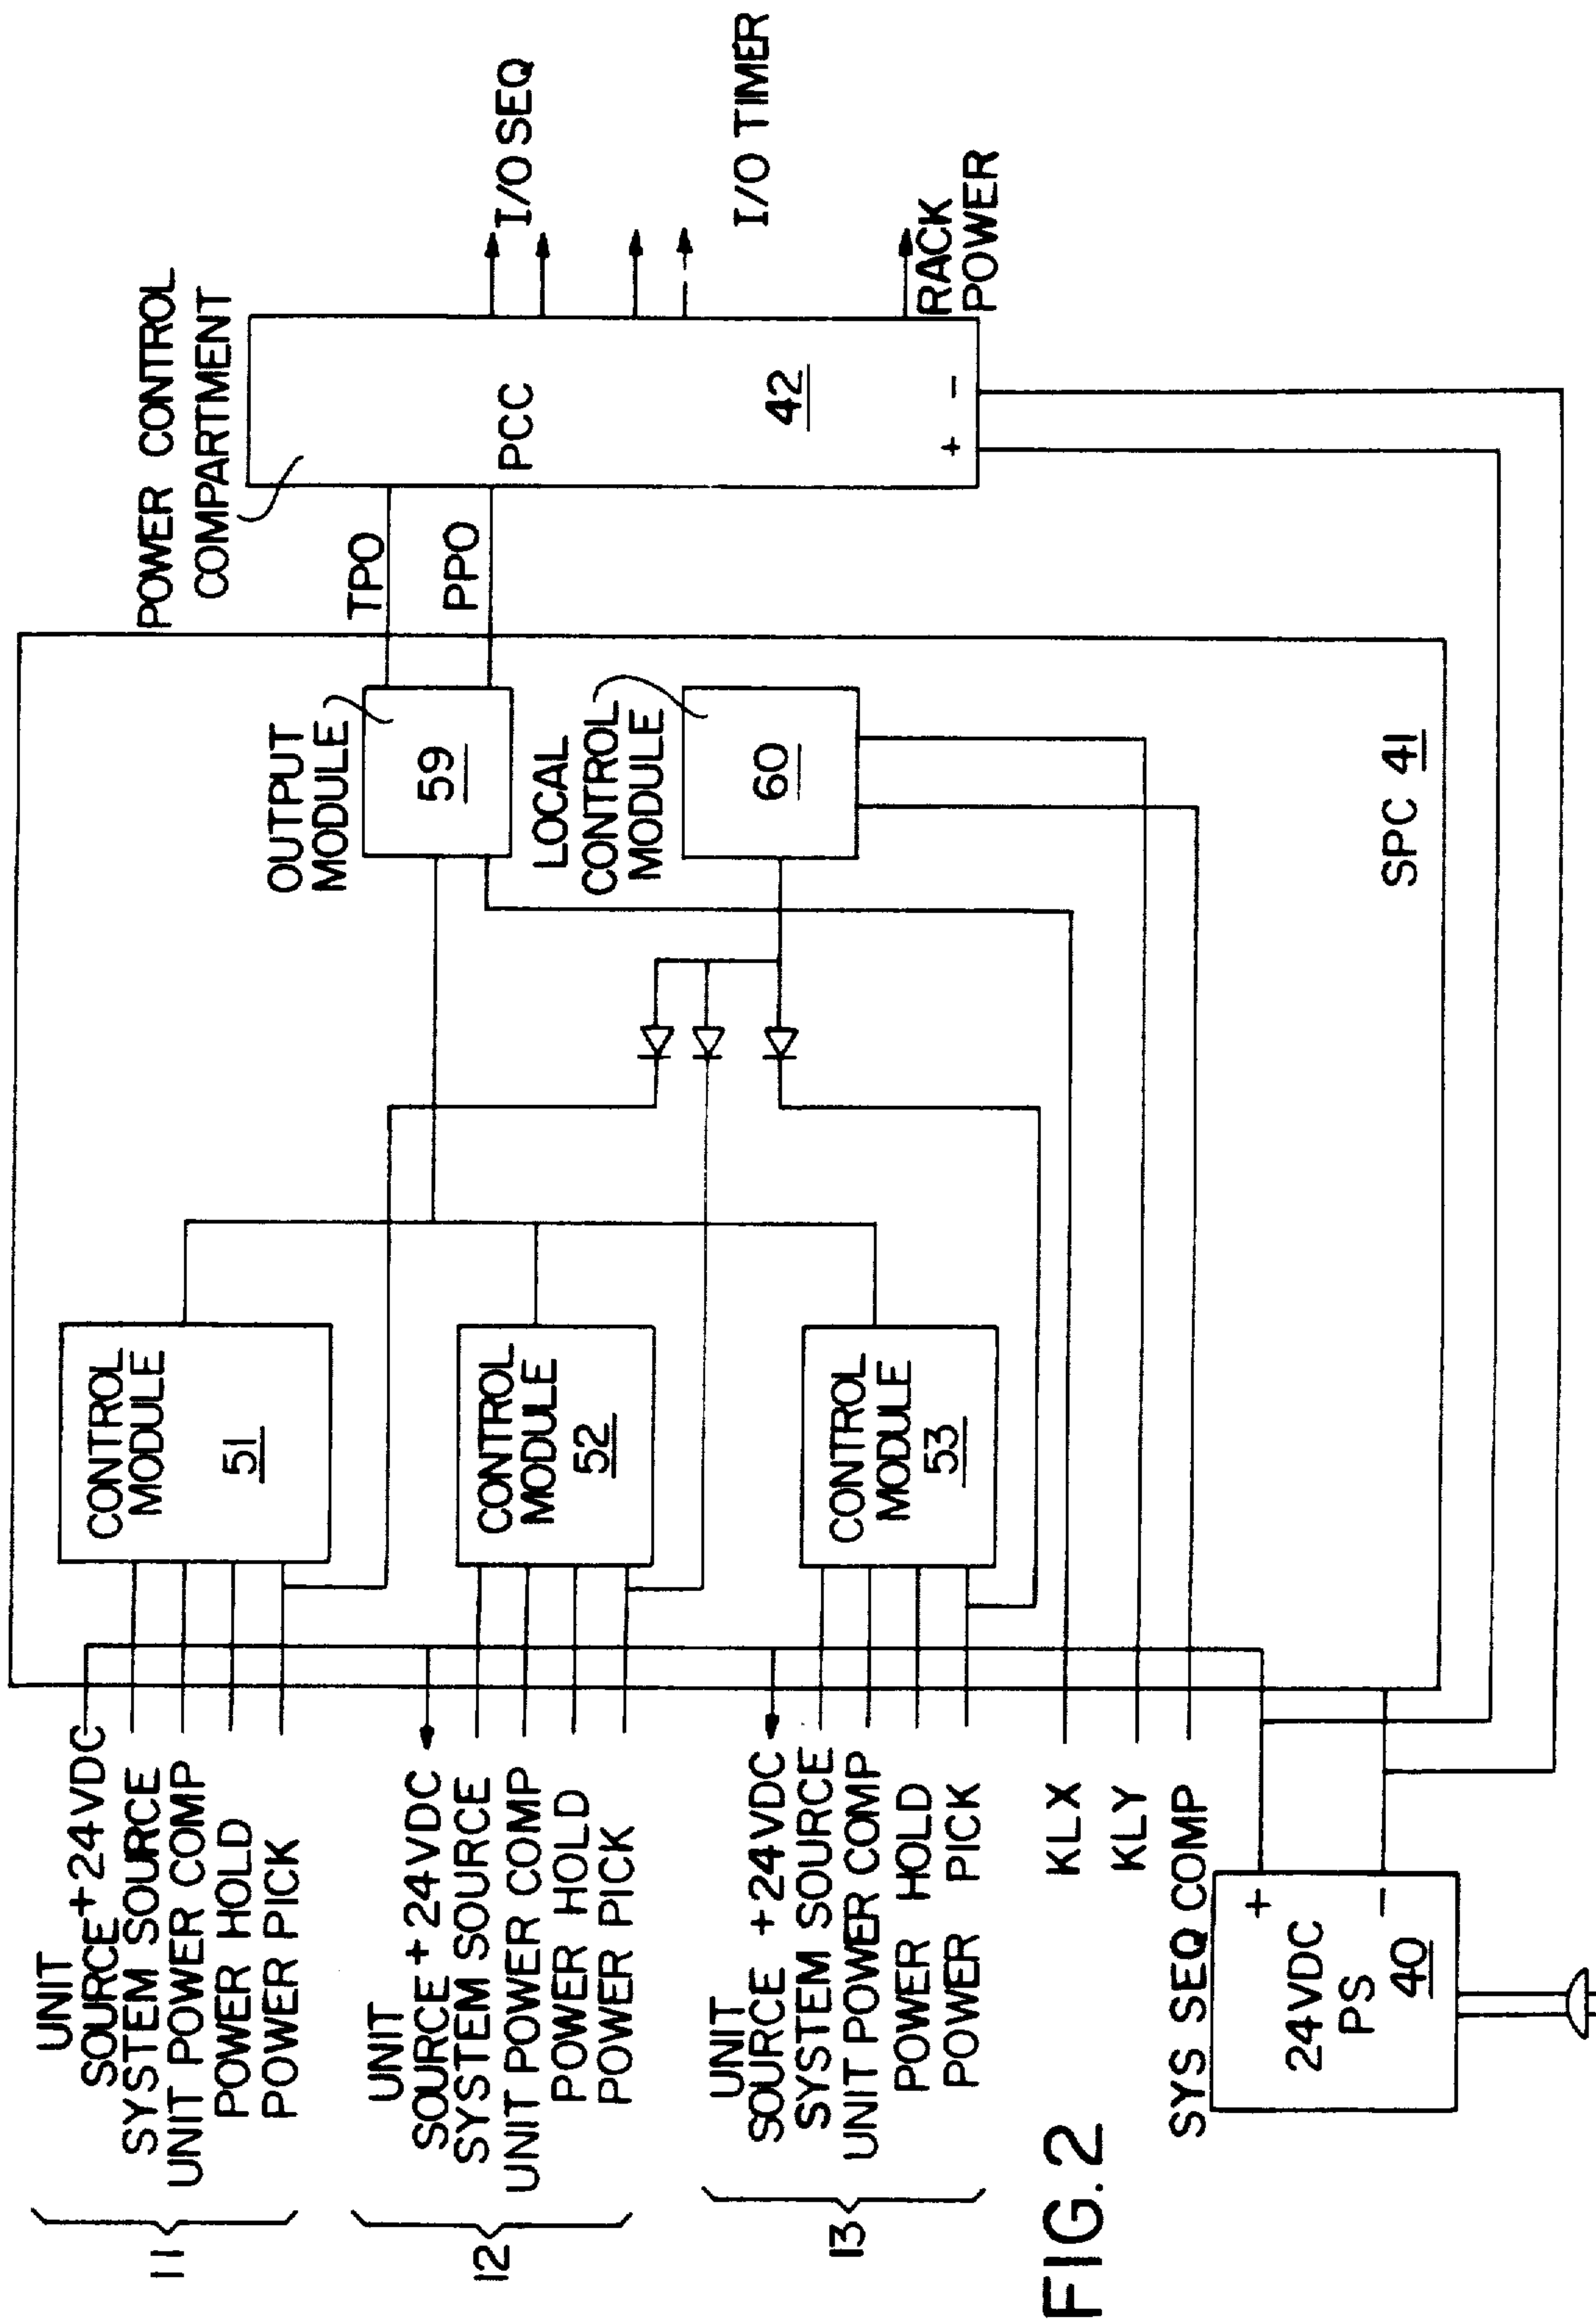 UNIT
SOURCE +24VDC
SYSTEM SOURCE
UNIT POWER COMP
POWER HOLD
POWER PICK
11
UNIT
SOURCE +24VDC
SYSTEM SOURCE
UNIT POWER COMP
POWER HOLD
POWER PICK
12
UNIT
SOURCE +24VDC
SYSTEM SOURCE
UNIT POWER COMP
POWER HOLD
POWER PICK
13
KLX
KLY
SYS SEQ COMP
24VDC
PS
40
+
−
CONTROL
MODULE
51
CONTROL
MODULE
52
CONTROL
MODULE
53
OUTPUT
MODULE
59
LOCAL
CONTROL
MODULE
60
SPC 41
TPO
PPO
POWER CONTROL
COMPARTMENT
PCC
42
+ −
I/O SEQ
I/O TIMER
RACK
POWER
FIG. 2